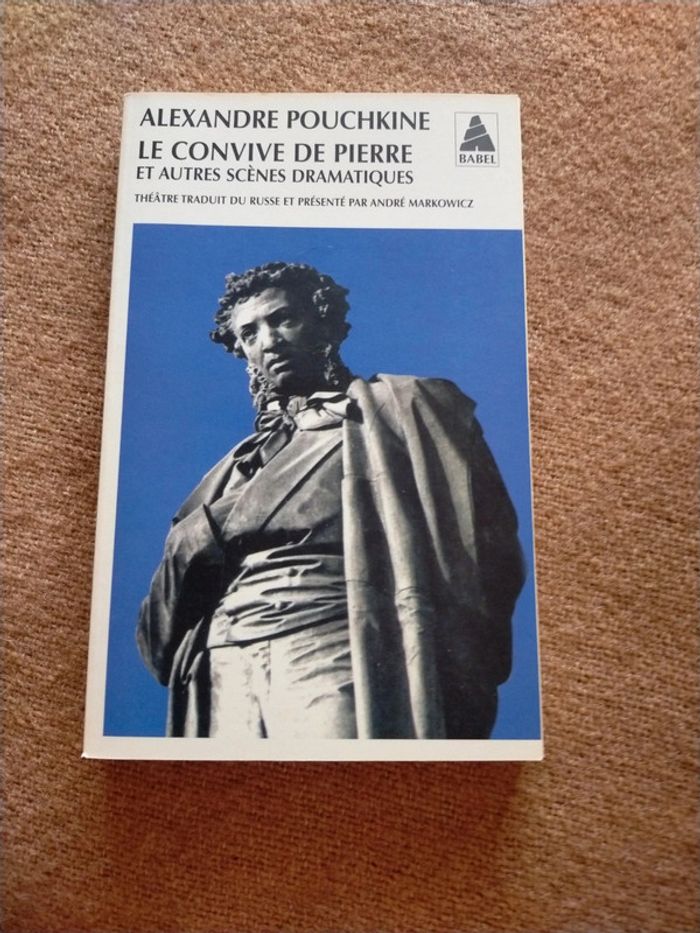 ALEXANDRE POUCHKINE
LE CONVIVE DE PIERRE
ET AUTRES SCÈNES DRAMATIQUES
THÉÂTRE TRADUIT DU RUSSE ET PRÉSENTÉ PAR ANDRÉ MARKOWICZ
BABEL